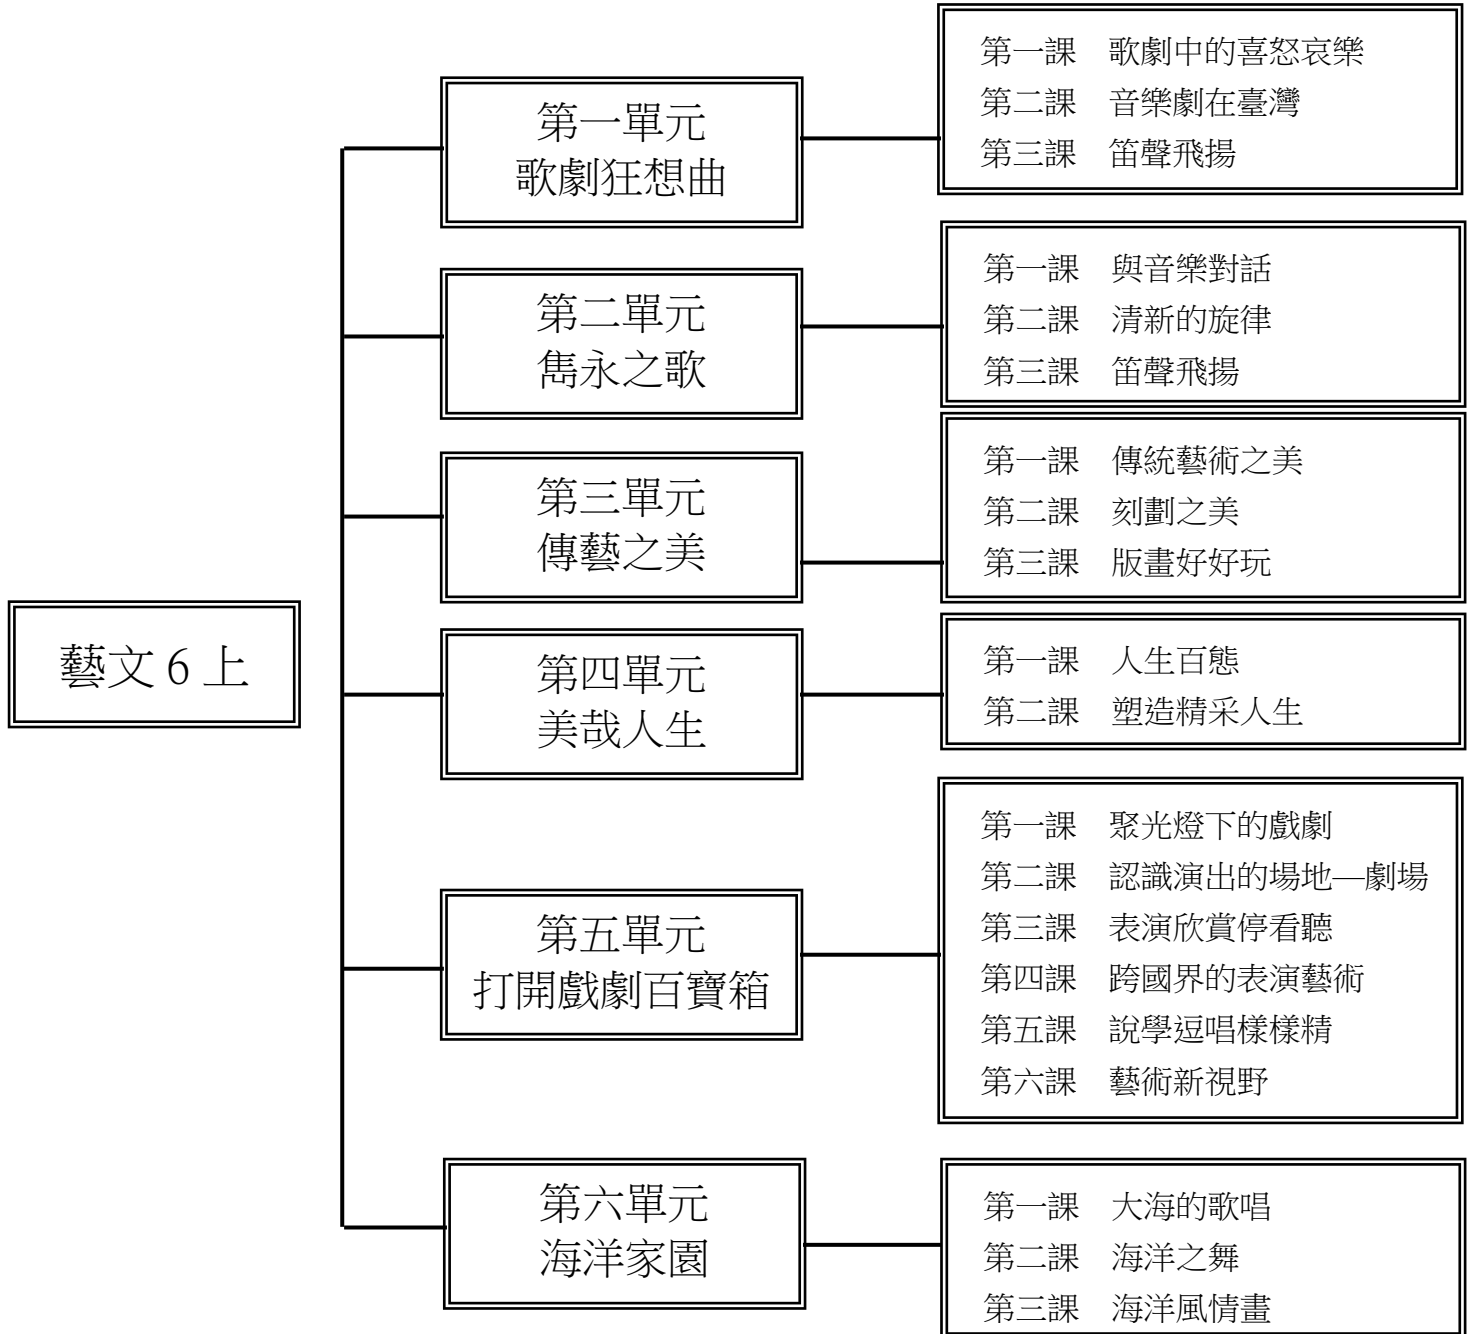 藝文6上
第一單元
歌劇狂想曲
第一課 歌劇中的喜怒哀樂
第二課 音樂劇在臺灣
第三課 笛聲飛揚
第二單元
雋永之歌
第一課 與音樂對話
第二課 清新的旋律
第三課 笛聲飛揚
第三單元
傳藝之美
第一課 傳統藝術之美
第二課 刻劃之美
第三課 版畫好好玩
第四單元
美哉人生
第一課 人生百態
第二課 塑造精采人生
第五單元
打開戲劇百寶箱
第一課 聚光燈下的戲劇
第二課 認識演出的場地—劇場
第三課 表演欣賞停看聽
第四課 跨國界的表演藝術
第五課 說學逗唱樣樣精
第六課 藝術新視野
第六單元
海洋家園
第一課 大海的歌唱
第二課 海洋之舞
第三課 海洋風情畫